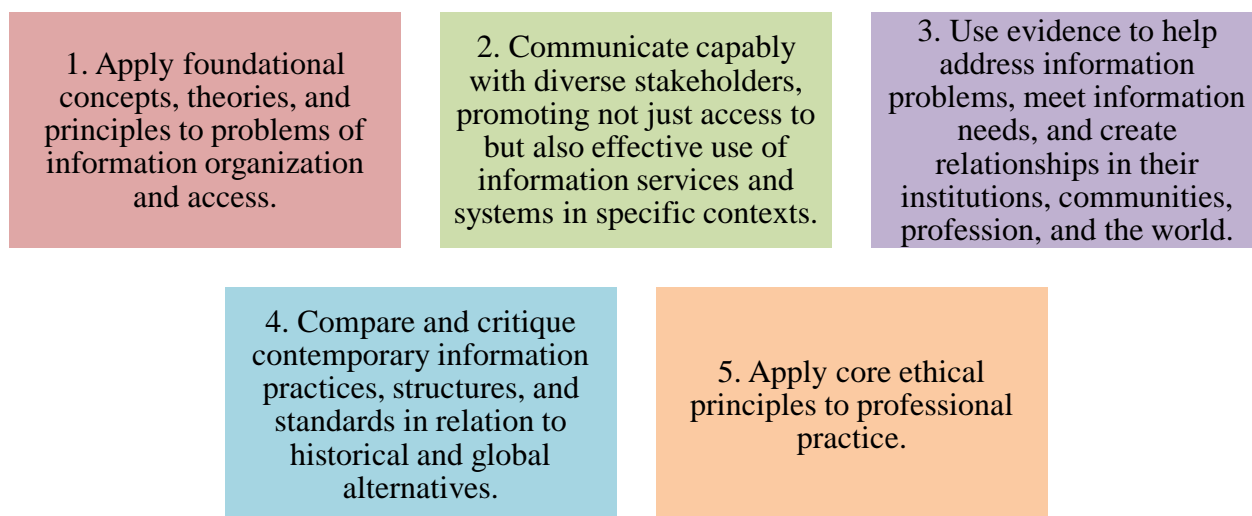 1. Apply foundational
concepts, theories, and
principles to problems of
information organization
and access.
2. Communicate capably
with diverse stakeholders,
promoting not just access to
but also effective use of
information services and
systems in specific contexts.
3. Use evidence to help
address information
problems, meet information
needs, and create
relationships in their
institutions, communities,
profession, and the world.
4. Compare and critique
contemporary information
practices, structures, and
standards in relation to
historical and global
alternatives.
5. Apply core ethical
principles to professional
practice.